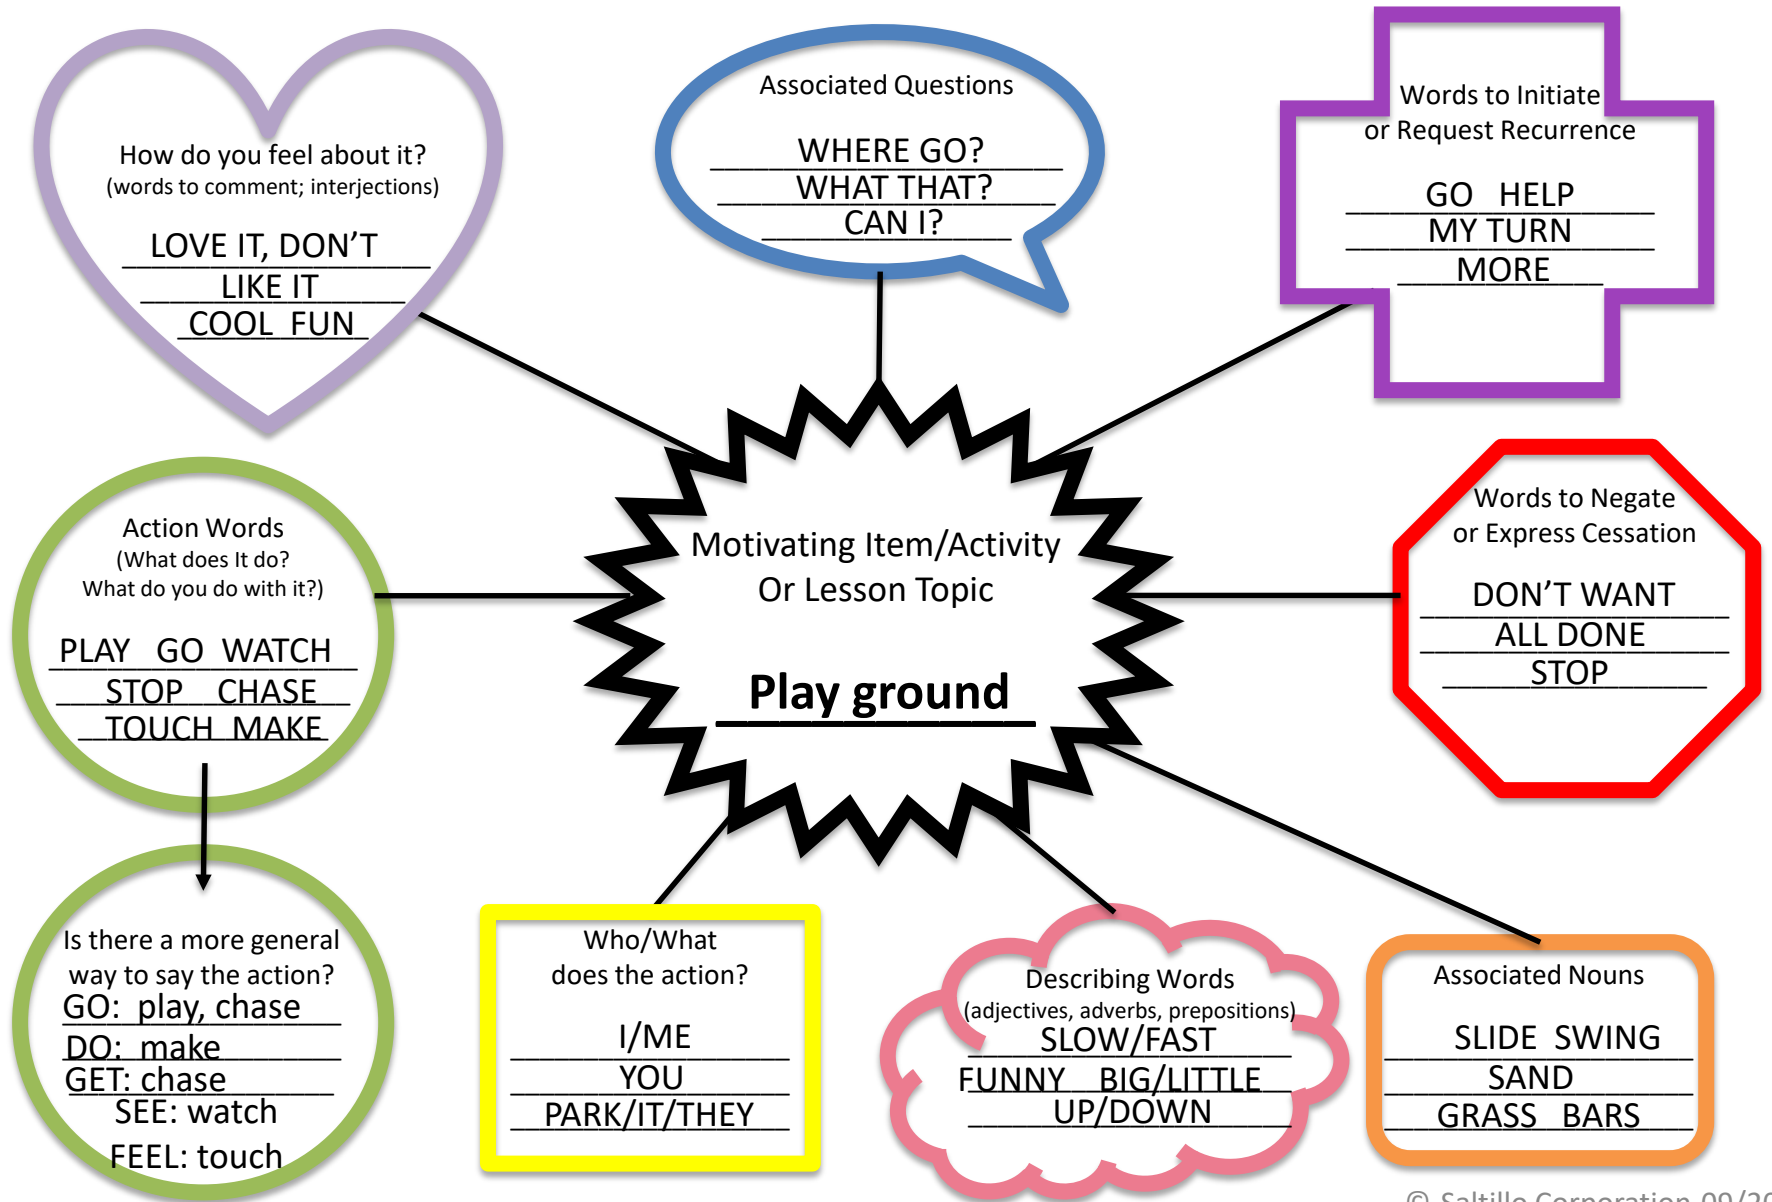 How do you feel about it?
(words to comment; interjections)
LOVE IT, DON'T
LIKE IT
COOL FUN
Associated Questions
WHERE GO?
WHAT THAT?
CAN I?
Words to Initiate
or Request Recurrence
GO HELP
MY TURN
MORE
Action Words
(What does It do?
What do you do with it?)
PLAY GO WATCH
STOP CHASE
TOUCH MAKE
Motivating Item/Activity
Or Lesson Topic
Play ground
Words to Negate
or Express Cessation
DON'T WANT
ALL DONE
STOP
Is there a more general
way to say the action?
GO: play, chase
DO: make
GET: chase
SEE: watch
FEEL: touch
Who/What
does the action?
I/ME
YOU
PARK/IT/THEY
Describing Words
(adjectives, adverbs, prepositions)
SLOW/FAST
FUNNY BIG/LITTLE
UP/DOWN
Associated Nouns
SLIDE SWING
SAND
GRASS BARS
© Saltillo Corporation